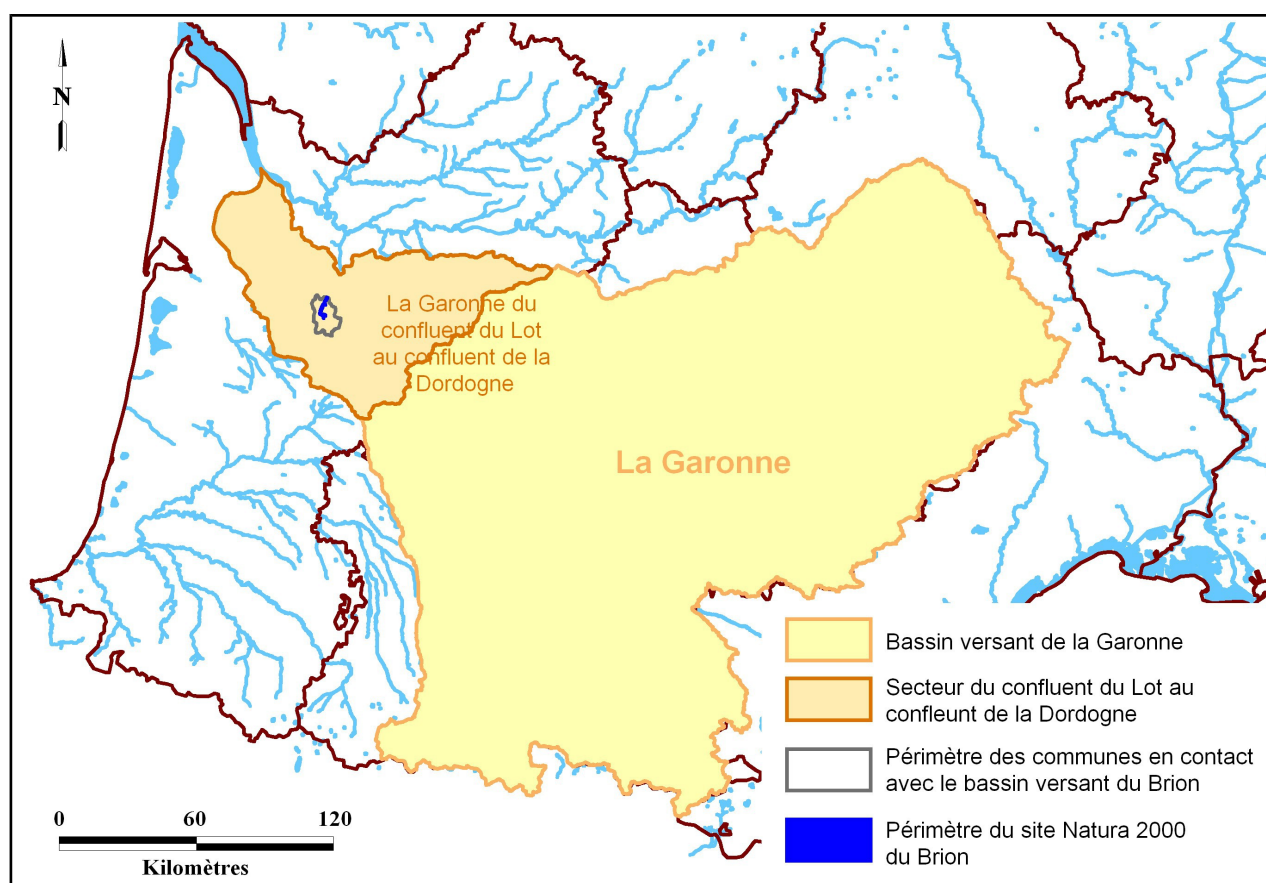 N
La Garonne du
confluent du Lot
au confluent de la
Dordogne
La Garonne
Bassin versant de la Garonne
Secteur du confluent du Lot au
confleunt de la Dordogne
Périmètre des communes en contact
avec le bassin versant du Brion
Périmètre du site Natura 2000
du Brion
0 60 120
Kilomètres